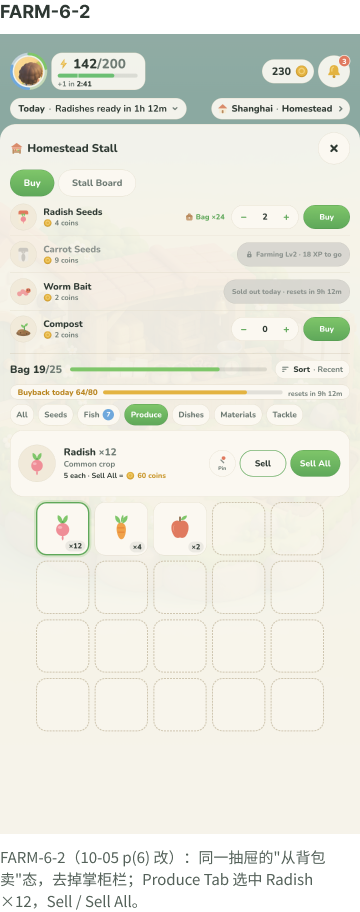 FARM-6-2
142/200
+1 in 2:41
230
3
Today · Radishes ready in 1h 12m
Shanghai · Homestead
Homestead Stall
Buy
Stall Board
Radish Seeds
4 coins
Bag ×24
− 2 +
Buy
Carrot Seeds
9 coins
Farming Lv2 · 18 XP to go
Worm Bait
2 coins
Sold out today · resets in 9h 12m
Compost
2 coins
− 0 +
Buy
Bag 19/25
Sort · Recent
Buyback today 64/80
resets in 9h 12m
All
Seeds
Fish 7
Produce
Dishes
Materials
Tackle
Radish ×12
Common crop
5 each · Sell All = 60 coins
Pin
Sell
Sell All
×12
×4
×2
FARM-6-2（10-05 p(6) 改）：同一抽屉的"从背包
卖"态，去掉掌柜栏；Produce Tab 选中 Radish
×12，Sell / Sell All。